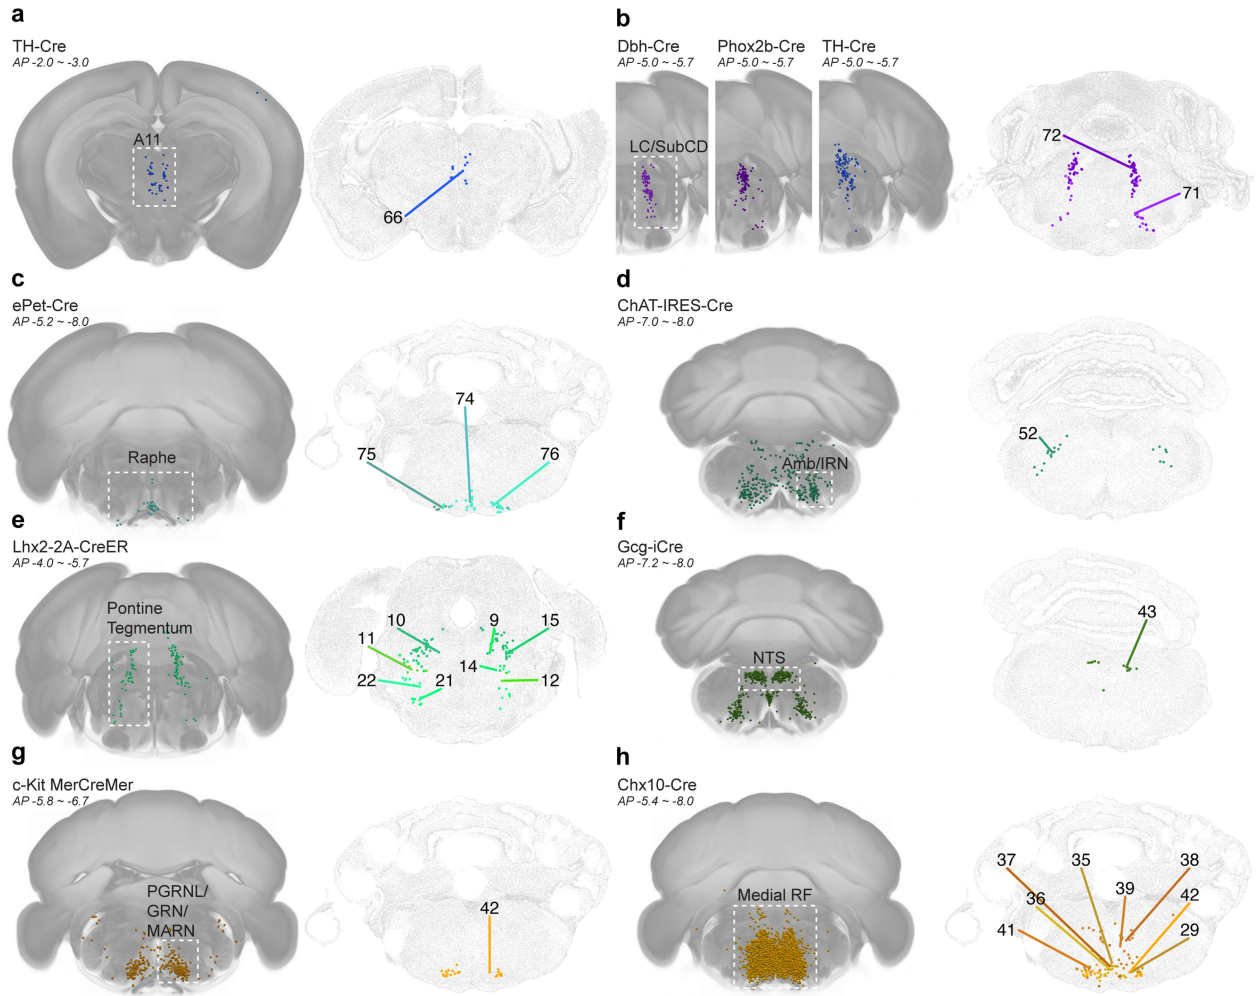 a
TH-Cre
AP -2.0 ~ -3.0
A11
66
b
Dbh-Cre
AP -5.0 ~ -5.7
Phox2b-Cre
AP -5.0 ~ -5.7
TH-Cre
AP -5.0 ~ -5.7
LC/SubCD
72
71
c
ePet-Cre
AP -5.2 ~ -8.0
Raphe
74
75
76
d
ChAT-IRES-Cre
AP -7.0 ~ -8.0
Amb/IRN
52
e
Lhx2-2A-CreER
AP -4.0 ~ -5.7
Pontine
Tegmentum
10
9
15
11
14
22
21
12
f
Gcg-iCre
AP -7.2 ~ -8.0
NTS
43
g
c-Kit MerCreMer
AP -5.8 ~ -6.7
PGRNL/
GRN/
MARN
42
h
Chx10-Cre
AP -5.4 ~ -8.0
Medial RF
37
35
38
36
39
42
41
29